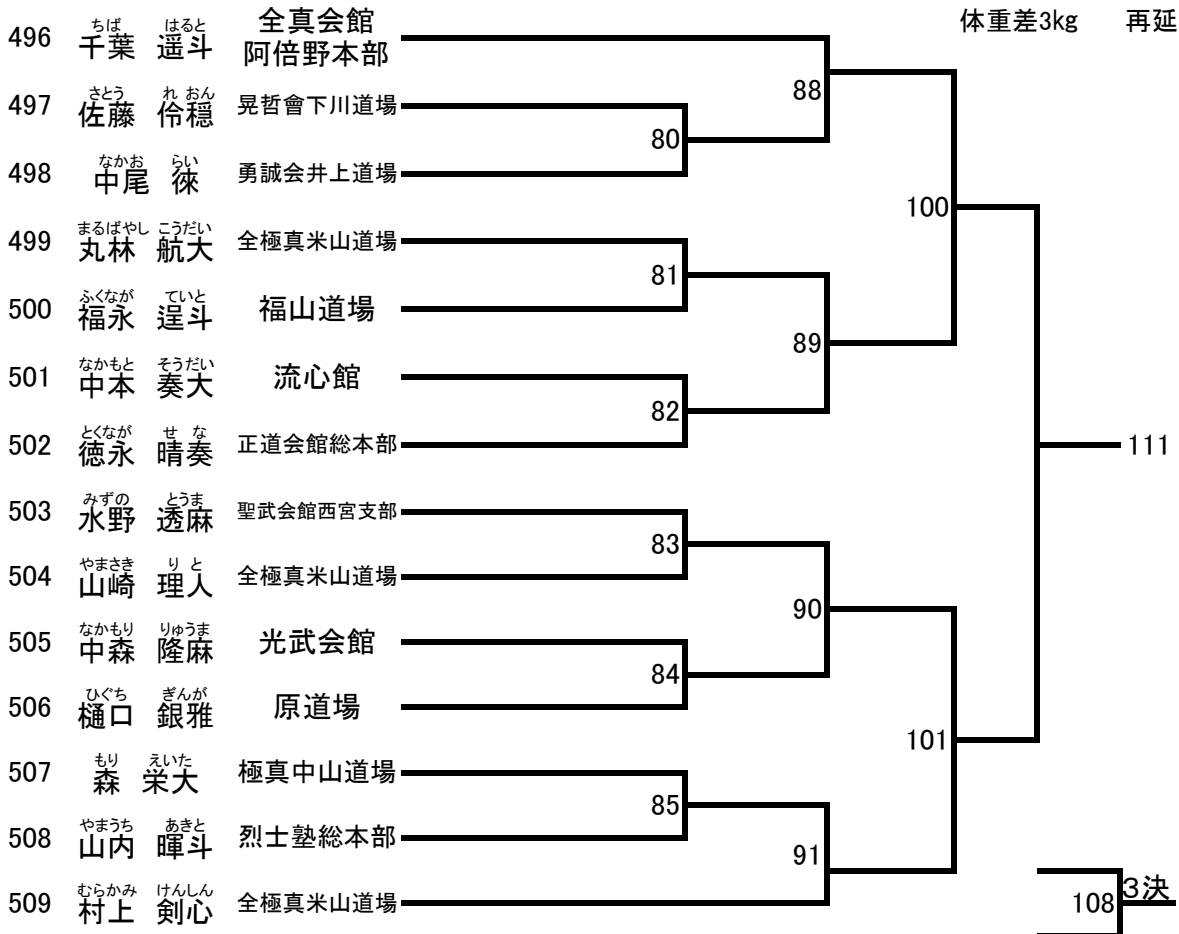 体重差3kg 再延
496 千葉 遥斗 全真会館
ちば はると 阿倍野本部
さとう れおん
497 佐藤 伶穏 晃哲會下川道場
なかお らい
498 中尾 徠 勇誠会井上道場
まるばやし こうだい
499 丸林 航大 全極真米山道場
ふくなが ていと
500 福永 逞斗 福山道場
なかもと そうだい
501 中本 奏大 流心館
とくなが せな
502 徳永 晴奏 正道会館総本部
みずの とうま
503 水野 透麻 聖武会館西宮支部
やまさき りと
504 山崎 理人 全極真米山道場
なかもり りゅうま
505 中森 隆麻 光武会館
ひぐち ぎんが
506 樋口 銀雅 原道場
もり えいた
507 森 栄大 極真中山道場
やまうち あきと
508 山内 暉斗 烈士塾総本部
むらかみ けんしん
509 村上 剣心 全極真米山道場
80
81
82
83
84
85
88
89
90
91
100
101
111
108 3決